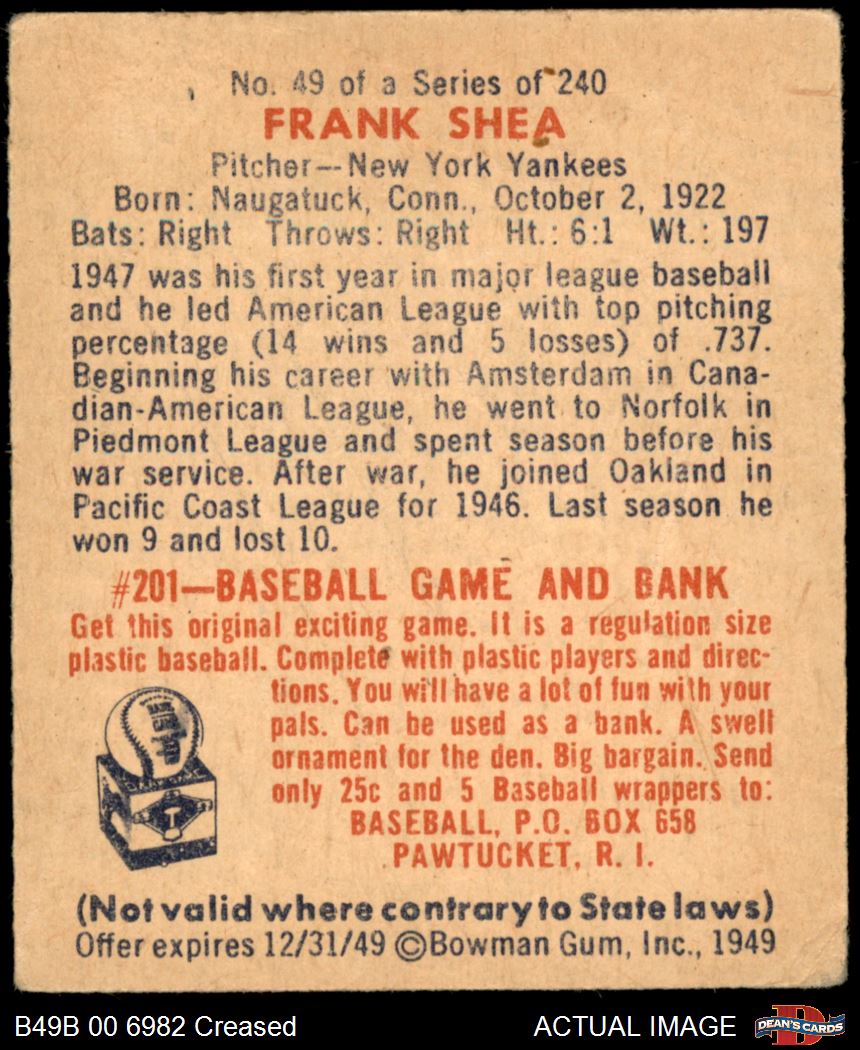 No. 49 of a Series of 240
FRANK SHEA
Pitcher—New York Yankees
Born: Naugatuck, Conn., October 2, 1922
Bats: Right Throws: Right Ht.: 6:1 Wt.: 197
1947 was his first year in major league baseball
and he led American League with top pitching
percentage (14 wins and 5 losses) of .737.
Beginning his career with Amsterdam in Cana-
dian-American League, he went to Norfolk in
Piedmont League and spent season before his
war service. After war, he joined Oakland in
Pacific Coast League for 1946. Last season he
won 9 and lost 10.
#201—BASEBALL GAME AND BANK
Get this original exciting game. It is a regulation size
plastic baseball. Complete with plastic players and direc-
tions. You will have a lot of fun with your
pals. Can be used as a bank. A swell
ornament for the den. Big bargain. Send
only 25c and 5 Baseball wrappers to:
BASEBALL, P.O. BOX 658
PAWTUCKET, R. I.
(Not valid where contrary to State laws)
Offer expires 12/31/49 ©Bowman Gum, Inc., 1949
B49B 00 6982 Creased
ACTUAL IMAGE
DEAN'S CARDS